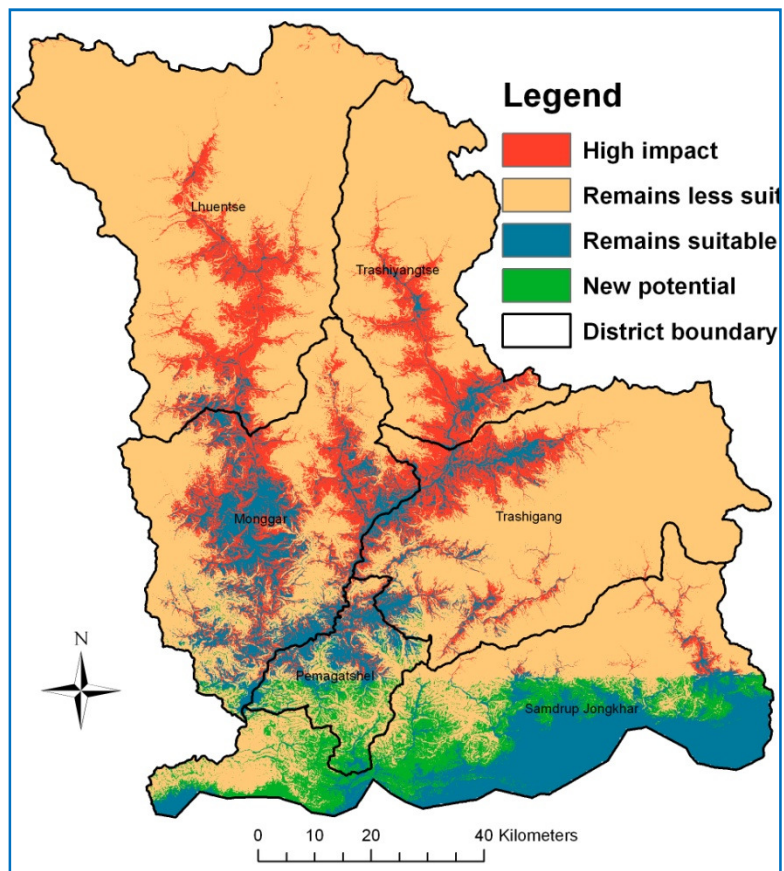 Legend
High impact
Remains less suit
Remains suitable
New potential
District boundary
Lhuentse
Trashiyangtse
Monggar
Trashigang
N
Pemagatshel
Samdrup Jongkhar
0 10 20 40 Kilometers